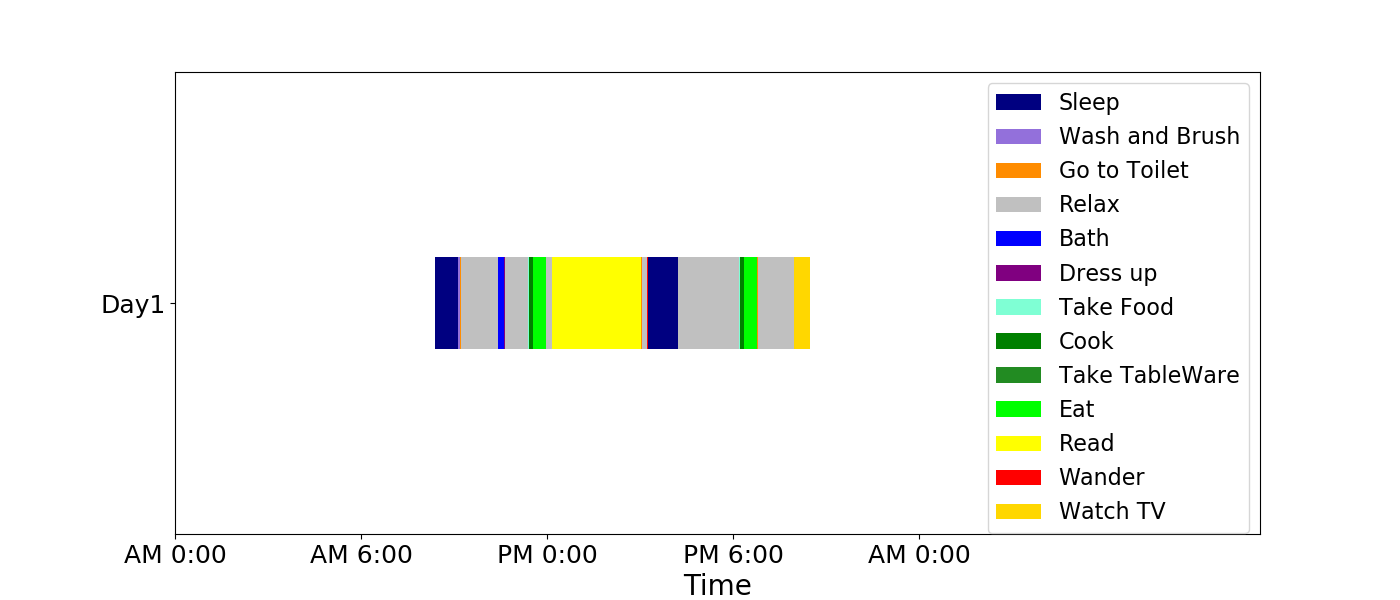 Sleep
Wash and Brush
Go to Toilet
Relax
Bath
Dress up
Take Food
Cook
Take TableWare
Eat
Read
Wander
Watch TV
Day1
AM 0:00 AM 6:00 PM 0:00 PM 6:00 AM 0:00
Time